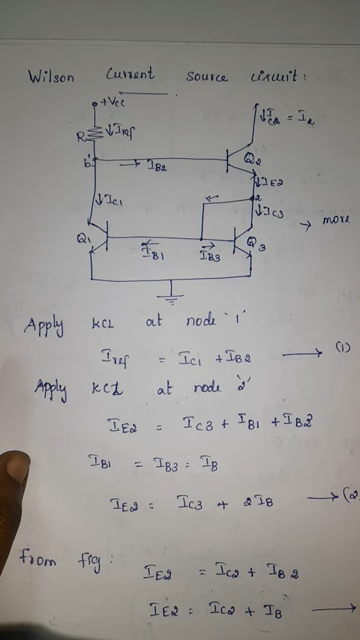 Wilson Current source circuit:
+Vcc
↓IC2 = I2
R ↓Iref
b' → IB2 Q2
↓IE2
2
↓IC1 ← ↓IC3
→ more
Q1 ← IB1 → IB3 Q3
Apply KCL at node '1'
Iref = IC1 + IB2 → (1)
Apply KCL at node '2'
IE2 = IC3 + IB1 + IB2
IB1 = IB3 = IB
IE2 = IC3 + 2IB → (2
From fig: IE2 = IC2 + IB2
IE2 = IC2 + IB →